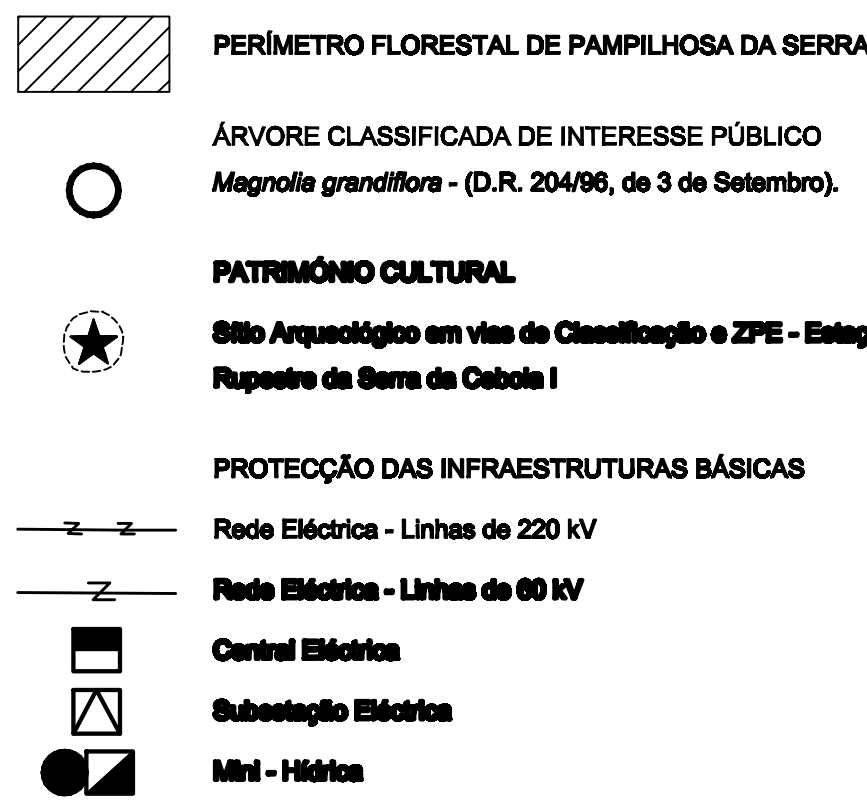 PERÍMETRO FLORESTAL DE PAMPILHOSA DA SERRA
ÁRVORE CLASSIFICADA DE INTERESSE PÚBLICO
Magnolia grandiflora - (D.R. 204/96, de 3 de Setembro).
PATRIMÓNIO CULTURAL
Sítio Arqueológico em vias de Classificação e ZPE -
Rupestre da Serra da Cebola I
PROTECÇÃO DAS INFRAESTRUTURAS BÁSICAS
Rede Eléctrica - Linhas de 220 kV
Rede Eléctrica - Linhas de 60 kV
Central Eléctrica
Subestação Eléctrica
Mini - Hídrica